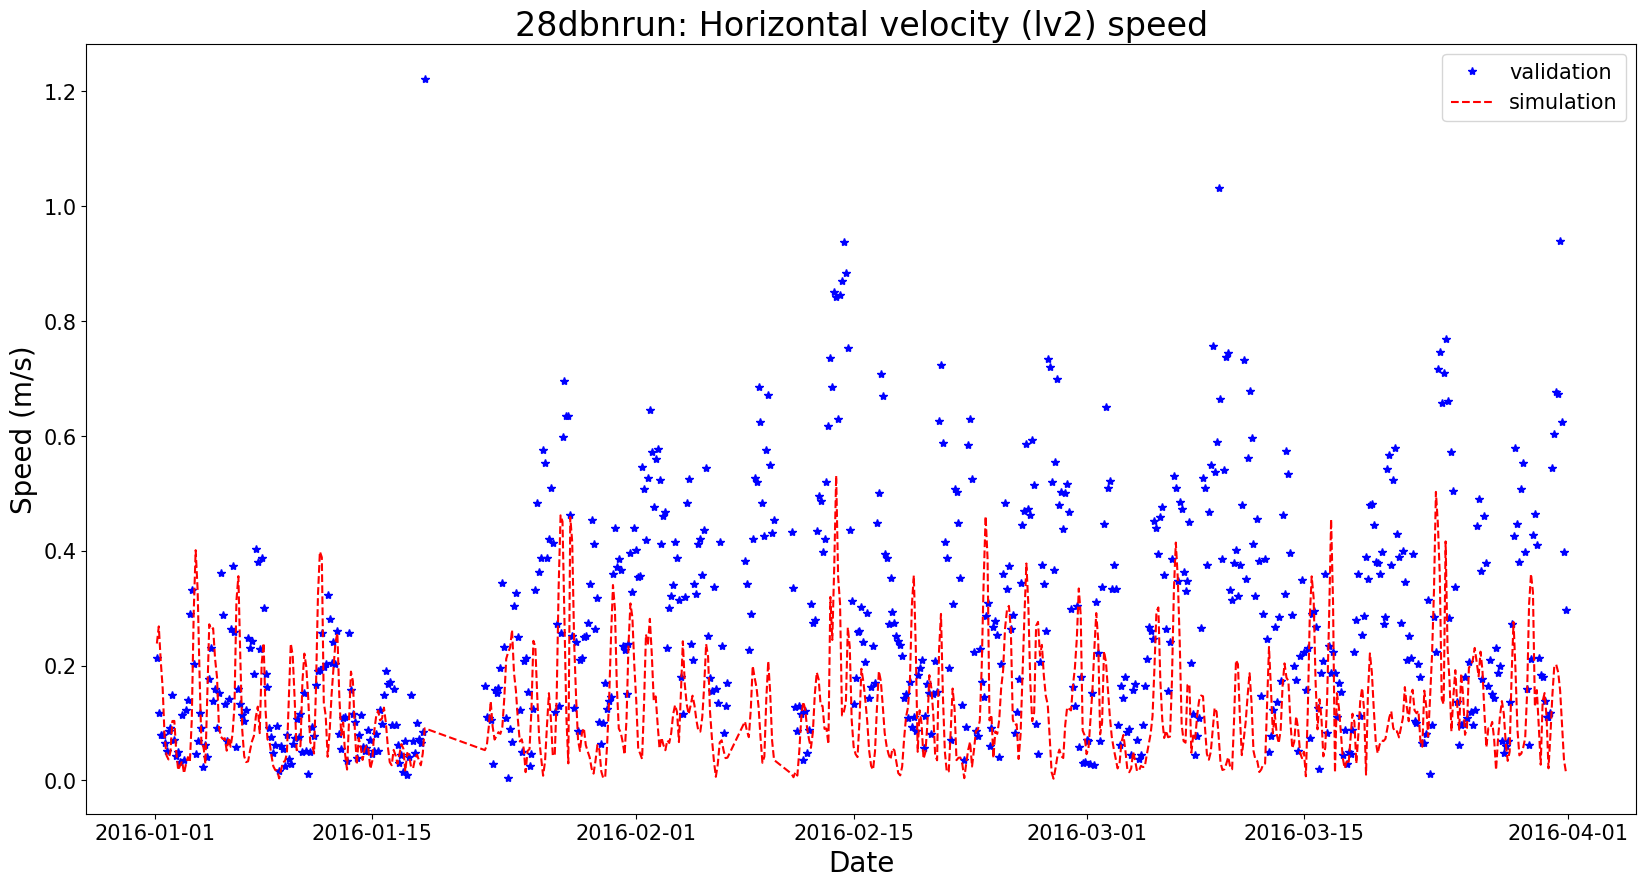 28dbnrun: Horizontal velocity (lv2) speed
validation
simulation
Speed (m/s)
1.2
1.0
0.8
0.6
0.4
0.2
0.0
2016-01-01
2016-01-15
2016-02-01
2016-02-15
2016-03-01
2016-03-15
2016-04-01
Date